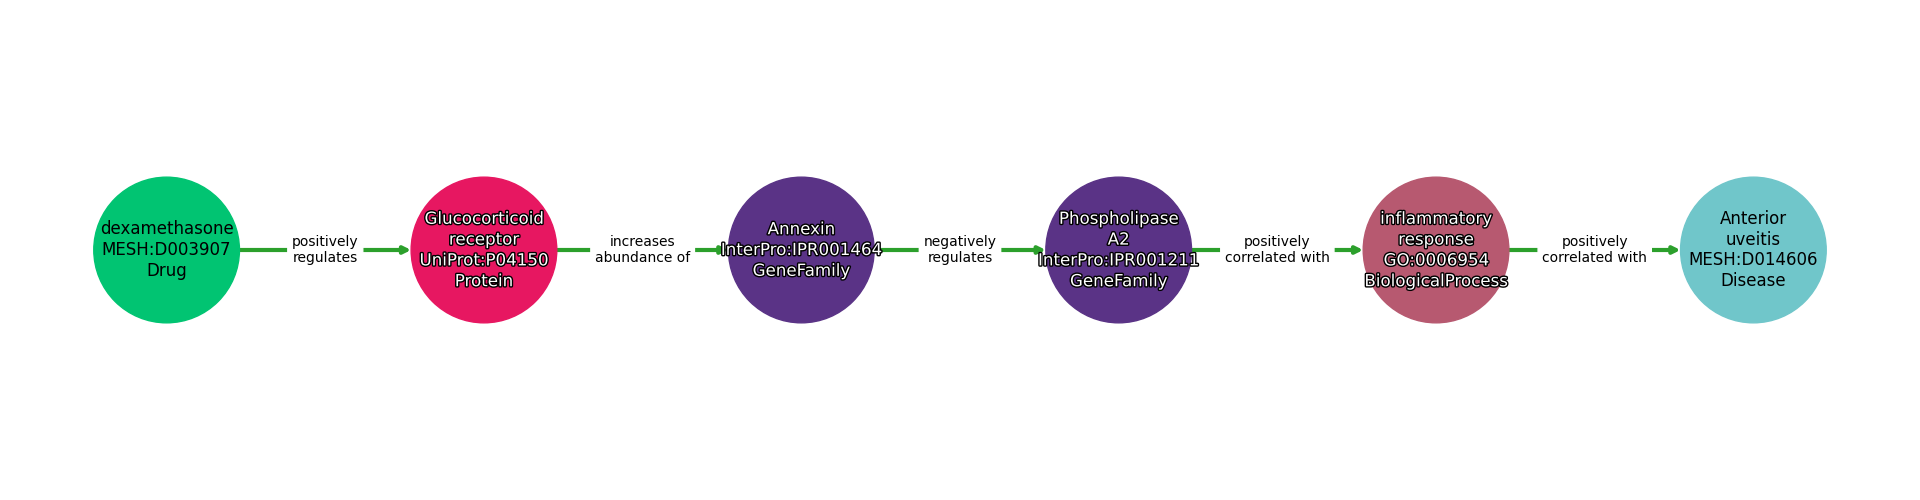 dexamethasone
MESH:D003907
Drug
positively
regulates
Glucocorticoid
receptor
UniProt:P04150
Protein
increases
abundance of
Annexin
InterPro:IPR001464
GeneFamily
negatively
regulates
Phospholipase
A2
InterPro:IPR001211
GeneFamily
positively
correlated with
inflammatory
response
GO:0006954
BiologicalProcess
positively
correlated with
Anterior
uveitis
MESH:D014606
Disease